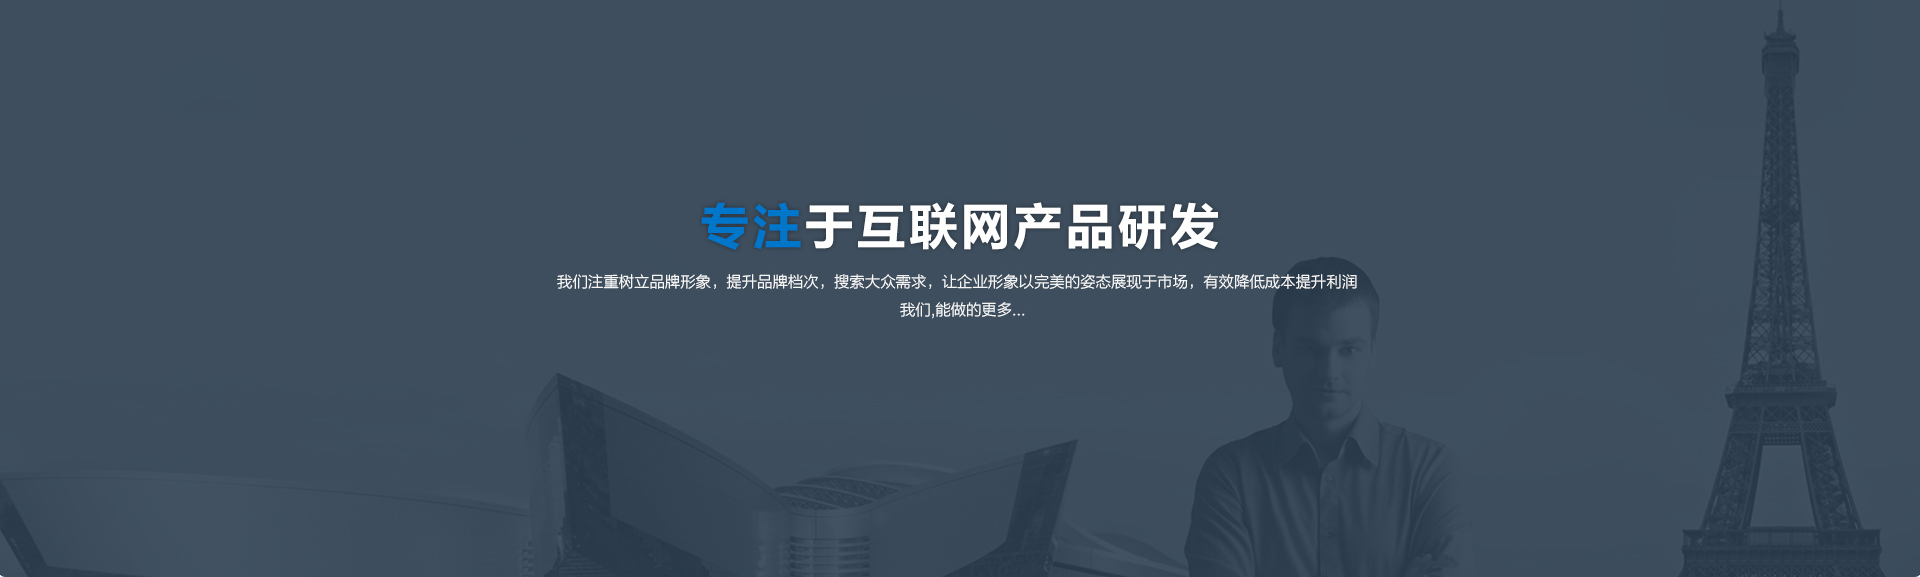 专注于互联网产品研发
我们注重树立品牌形象，提升品牌档次，搜索大众需求，让企业形象以完美的姿态展现于市场，有效降低成本提升利润
我们,能做的更多...